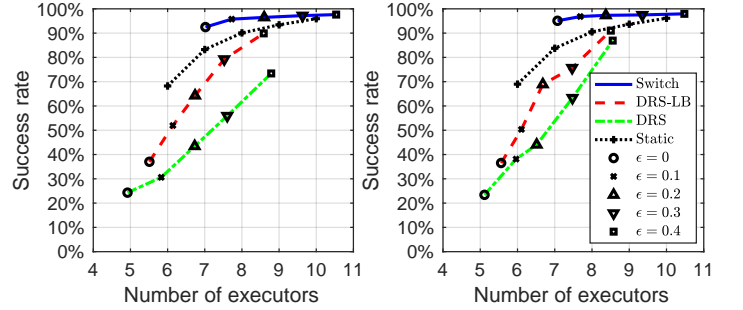 100%
90%
80%
70%
60%
50%
40%
30%
20%
10%
0%
Success rate
4 5 6 7 8 9 10 11
Number of executors
100%
90%
80%
70%
60%
50%
40%
30%
20%
10%
0%
Success rate
4 5 6 7 8 9 10 11
Number of executors
Switch
DRS-LB
DRS
Static
ϵ = 0
ϵ = 0.1
ϵ = 0.2
ϵ = 0.3
ϵ = 0.4